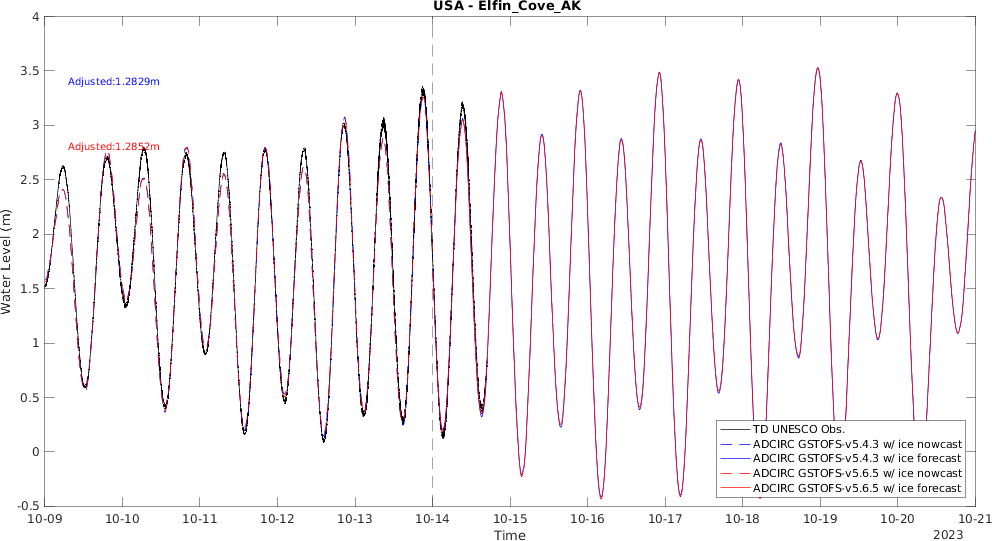 USA - Elfin_Cove_AK
4
3.5
3
2.5
2
1.5
1
0.5
0
-0.5
Water Level (m)
Adjusted:1.2829m
Adjusted:1.2852m
TD UNESCO Obs.
ADCIRC GSTOFS-v5.4.3 w/ ice nowcast
ADCIRC GSTOFS-v5.4.3 w/ ice forecast
ADCIRC GSTOFS-v5.6.5 w/ ice nowcast
ADCIRC GSTOFS-v5.6.5 w/ ice forecast
10-09 10-10 10-11 10-12 10-13 10-14 10-15 10-16 10-17 10-18 10-19 10-20 10-21
Time
2023